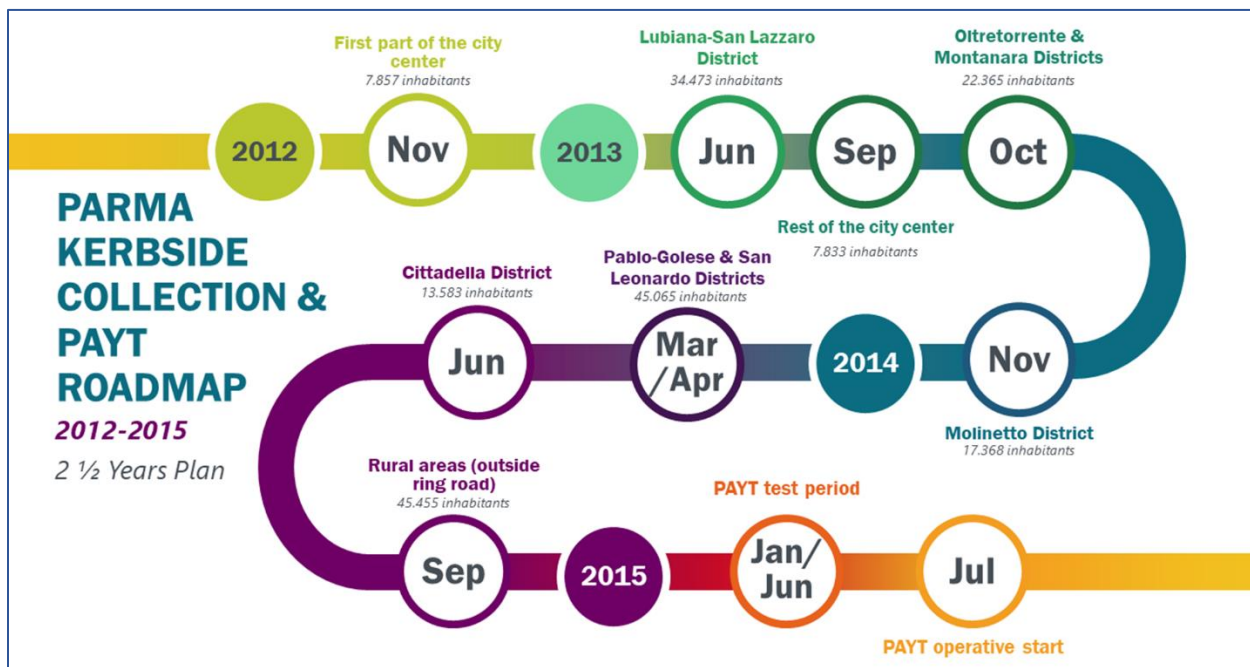 PARMA
KERBSIDE
COLLECTION &
PAYT
ROADMAP
2012-2015
2 ½ Years Plan
2012
First part of the city
center
7.857 inhabitants
Nov
2013
Lubiana-San Lazzaro
District
34.473 inhabitants
Jun
Sep
Rest of the city center
7.833 inhabitants
Oltretorrente &
Montanara Districts
22.365 inhabitants
Oct
Nov
Molinetto District
17.368 inhabitants
2014
Pablo-Golese & San
Leonardo Districts
45.065 inhabitants
Mar
/Apr
Cittadella District
13.583 inhabitants
Jun
Rural areas (outside
ring road)
45.455 inhabitants
Sep
2015
PAYT test period
Jan/
Jun
Jul
PAYT operative start